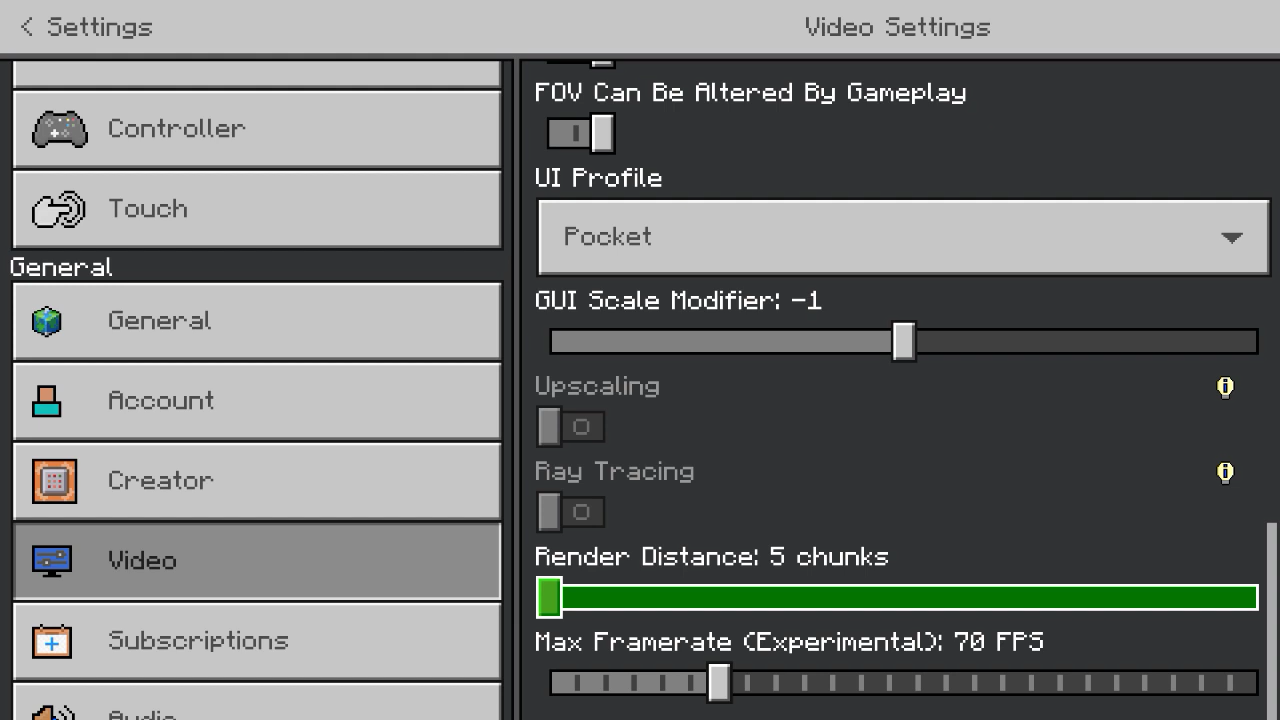 Settings
Video Settings
Controller
Touch
General
General
Account
Creator
Video
Subscriptions
Audio
FOV Can Be Altered By Gameplay
UI Profile
Pocket
GUI Scale Modifier: -1
Upscaling
Ray Tracing
Render Distance: 5 chunks
Max Framerate (Experimental): 70 FPS